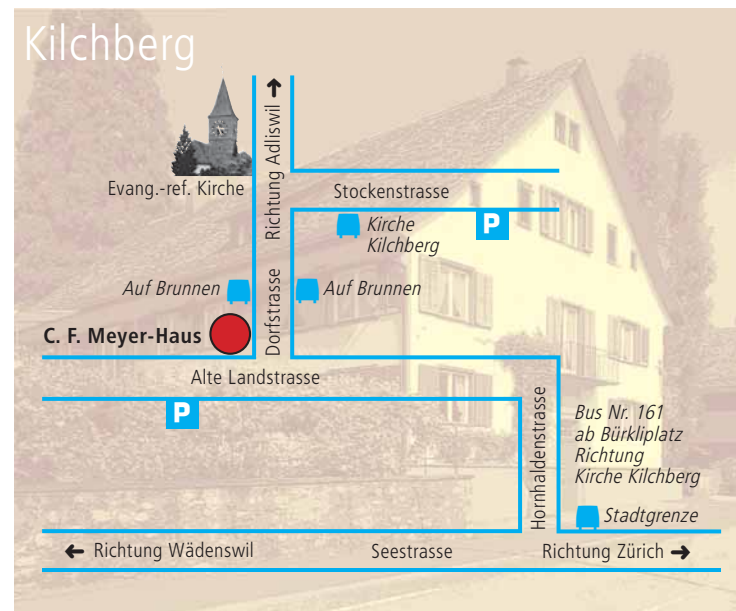 Kilchberg
Richtung Adliswil
Evang.-ref. Kirche
Stockenstrasse
Kirche
Kilchberg
P
Auf Brunnen
Auf Brunnen
Dorfstrasse
C. F. Meyer-Haus
Alte Landstrasse
P
Hornhaldenstrasse
Bus Nr. 161
ab Bürkliplatz
Richtung
Kirche Kilchberg
Stadtgrenze
← Richtung Wädenswil
Seestrasse
Richtung Zürich →